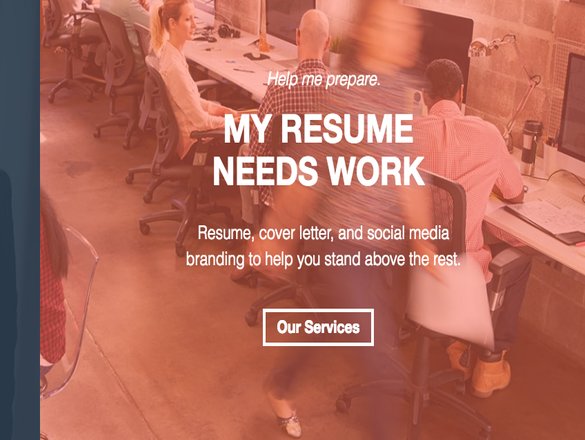 Help me prepare.
MY RESUME
NEEDS WORK
Resume, cover letter, and social media
branding to help you stand above the rest.
Our Services